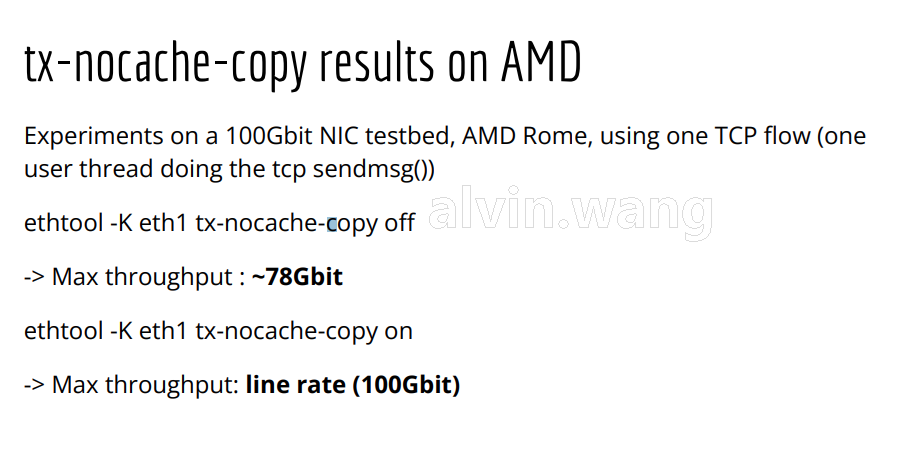 tx-nocache-copy results on AMD
Experiments on a 100Gbit NIC testbed, AMD Rome, using one TCP flow (one
user thread doing the tcp sendmsg())
ethtool -K eth1 tx-nocache-copy off
alvin.wang
-> Max throughput : ~78Gbit
ethtool -K eth1 tx-nocache-copy on
-> Max throughput: line rate (100Gbit)